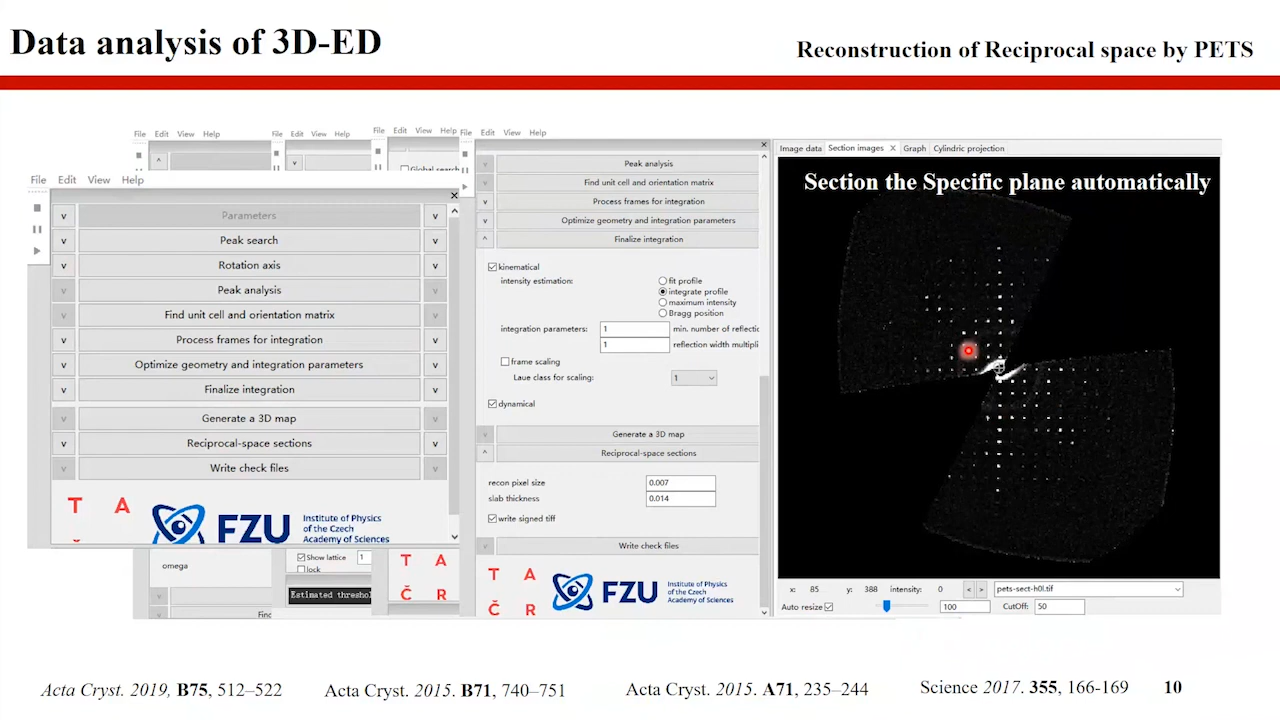 Data analysis of 3D-ED
Reconstruction of Reciprocal space by PETS
File Edit View Help
File Edit View Help
File Edit View Help
File Edit View Help
Global search
File Edit View Help
Parameters
Peak search
Rotation axis
Peak analysis
Find unit cell and orientation matrix
Process frames for integration
Optimize geometry and integration parameters
Finalize integration
Generate a 3D map
Reciprocal-space sections
Write check files
T A
FZU
Institute of Physics
of the Czech
Academy of Sciences
omega
Show lattice 1
lock
Estimated threshol
Finc
T A
Č R
Peak analysis
Find unit cell and orientation matrix
Process frames for integration
Optimize geometry and integration parameters
Finalize integration
kinematical
intensity estimation:
fit profile
integrate profile
maximum intensity
Bragg position
integration parameters: 1 min. number of reflectic
1 reflection width multipli
frame scaling
Laue class for scaling: 1
dynamical
Generate a 3D map
Reciprocal-space sections
recon pixel size 0.007
slab thickness 0.014
write signed tiff
Write check files
T A
Č R
FZU
Institute of Physics
of the Czech
Academy of Sciences
Image data Section images X Graph Cylindric projection
Section the Specific plane automatically
x: 85 y: 388 intensity: 0 < > pets-sect-h0l.tif
Auto resize 100 CutOff: 50
Acta Cryst. 2019, B75, 512–522
Acta Cryst. 2015. B71, 740–751
Acta Cryst. 2015. A71, 235–244
Science 2017. 355, 166-169
10